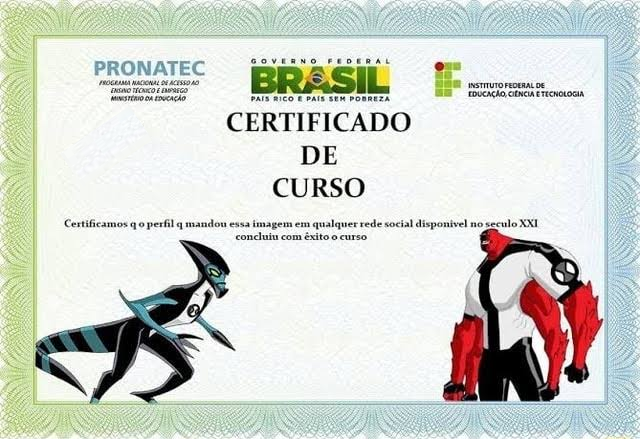 PRONATEC
PROGRAMA NACIONAL DE ACESSO AO
ENSINO TÉCNICO E EMPREGO
MINISTÉRIO DA EDUCAÇÃO
GOVERNO FEDERAL
BRASIL
PAÍS RICO É PAÍS SEM POBREZA
INSTITUTO FEDERAL DE
EDUCAÇÃO, CIÊNCIA E TECNOLOGIA
CERTIFICADO
DE
CURSO
Certificamos q o perfil q mandou essa imagem em qualquer rede social disponivel no seculo XXI
concluiu com êxito o curso